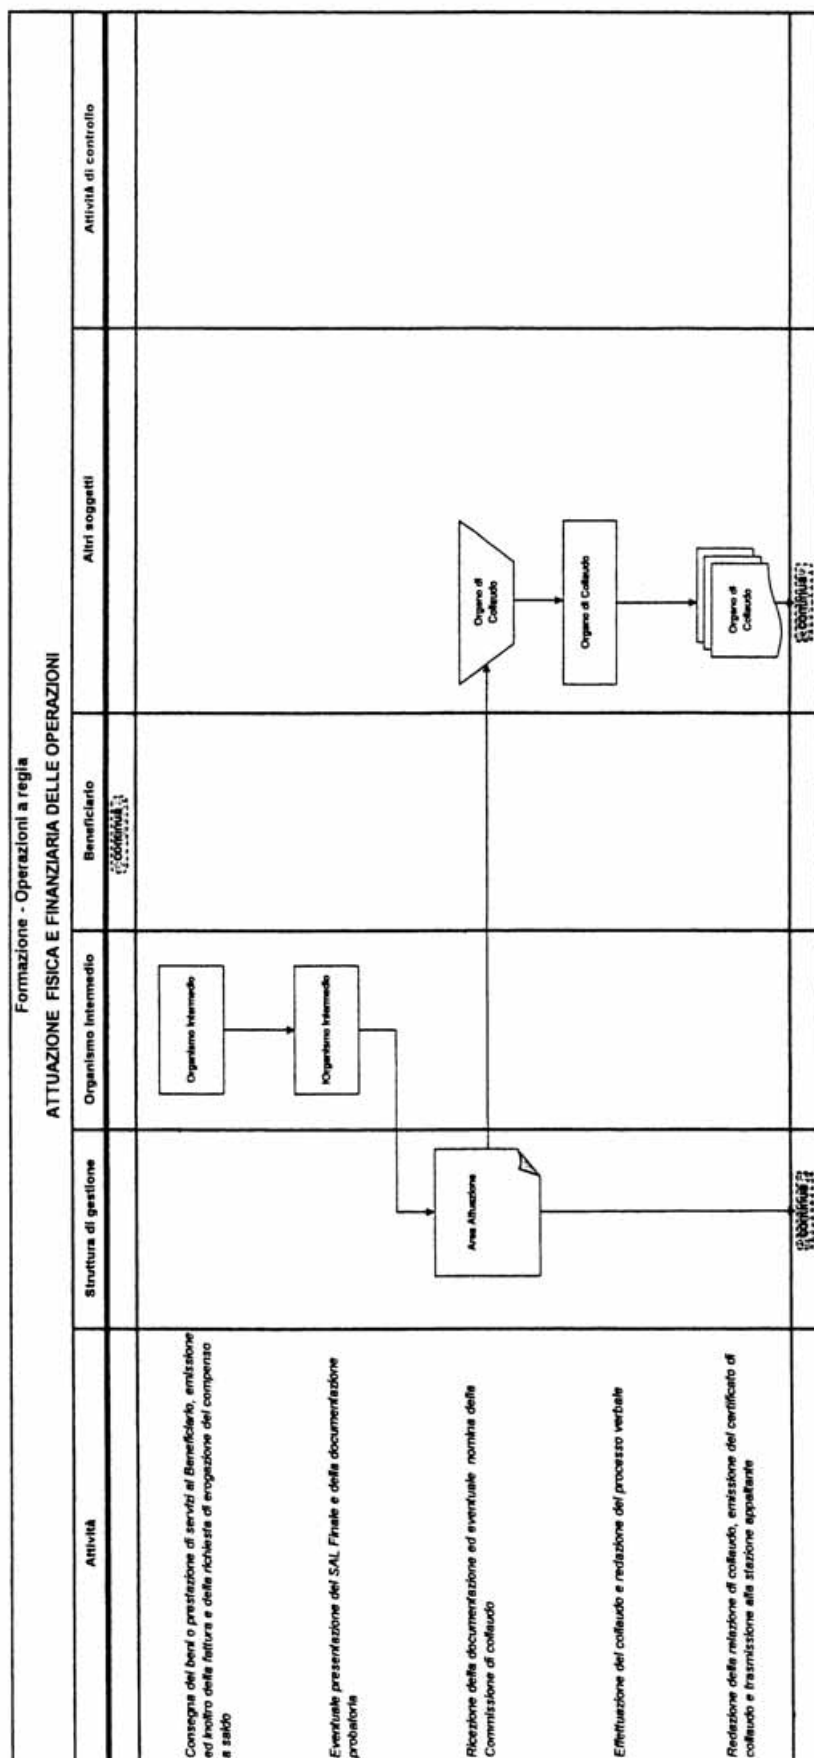 Formazione - Operazioni a regia
ATTUAZIONE FISICA E FINANZIARIA DELLE OPERAZIONI
Attività
Struttura di gestione
Organismo Intermedio
Beneficiario
Altri soggetti
Attività di controllo
continua
Consegna dei beni o prestazione di servizi al Beneficiario, emissione
ed inoltro della fattura e della richiesta di erogazione del compenso
a saldo
Organismo Intermedio
Eventuale presentazione del SAL Finale e della documentazione
probatoria
IOrganismo Intermedio
Ricezione della documentazione ed eventuale nomina della
Commissione di collaudo
Area Attuazione
Organo di
Collaudo
Effettuazione del collaudo e redazione del processo verbale
Organo di Collaudo
Redazione della relazione di collaudo, emissione del certificato di
collaudo e trasmissione alla stazione appaltante
Organo di
Collaudo
continua
continua